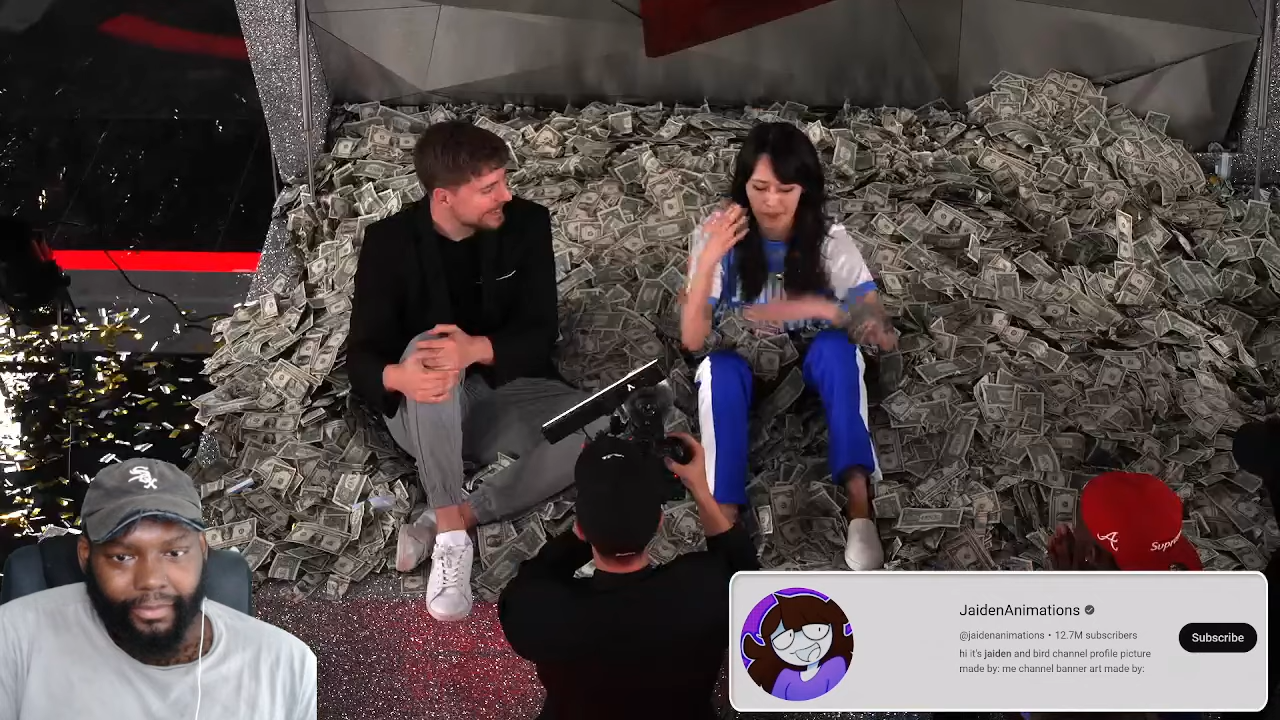 Sox
A Supre
JaidenAnimations
@jaidenanimations • 12.7M subscribers
Subscribe
hi it's jaiden and bird channel profile picture
made by: me channel banner art made by: